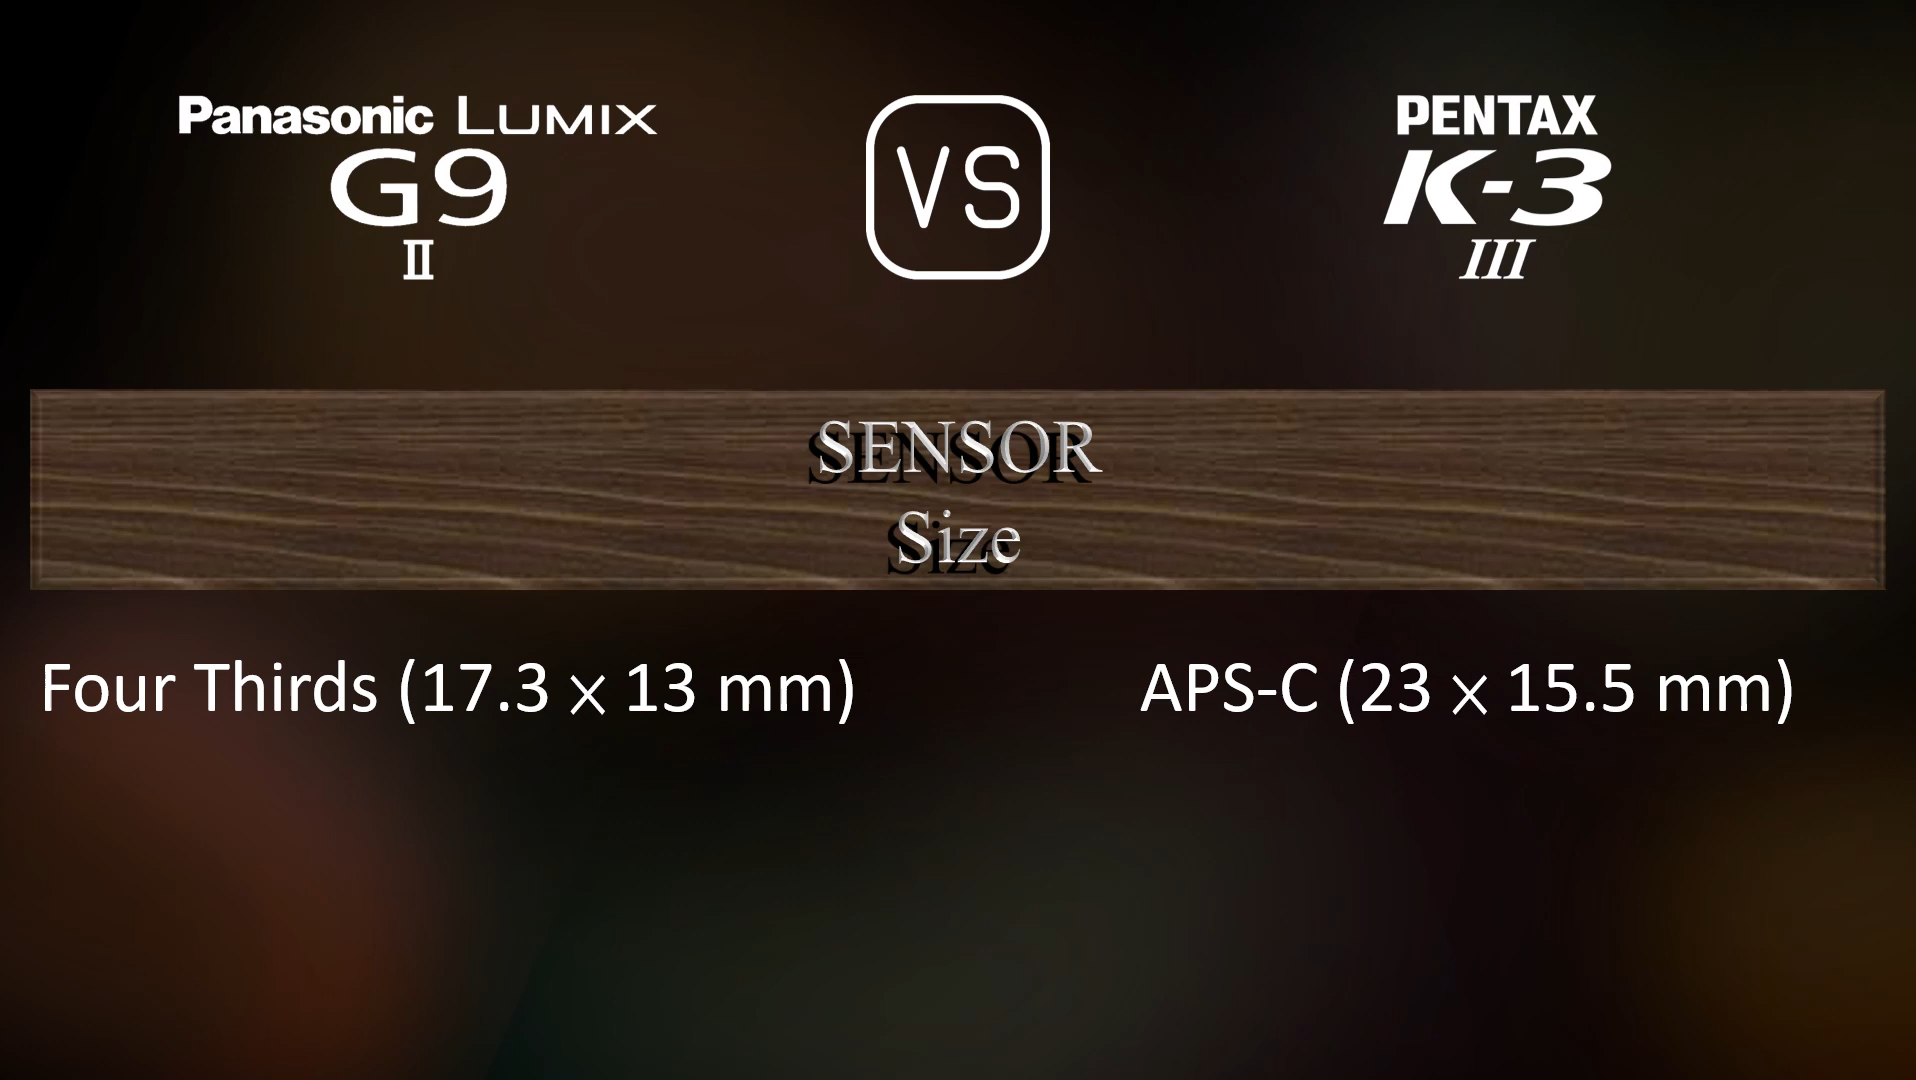 Panasonic LUMIX
G9
II
VS
PENTAX
K-3
III
SENSOR
Size
Four Thirds (17.3 x 13 mm)
APS-C (23 x 15.5 mm)